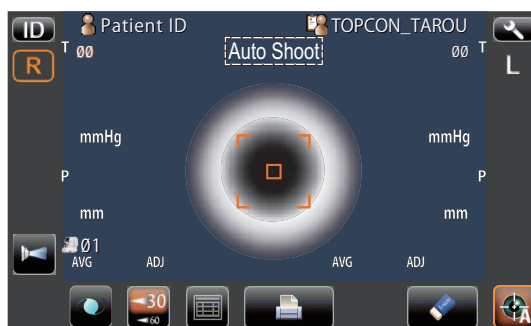 ID Patient ID TOPCON_TAROU
R T 00 Auto Shoot 00 T L
mmHg mmHg
P P
mm mm
01
AVG ADJ AVG ADJ
30
60
A